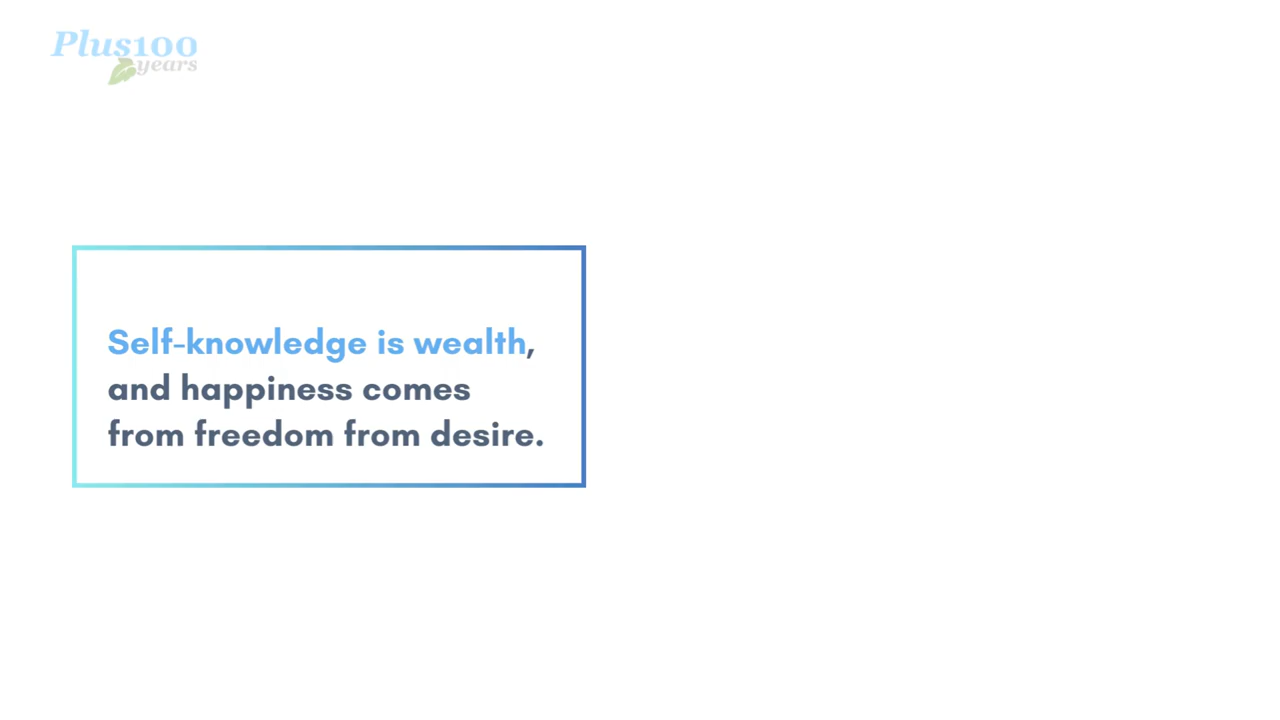 Plus100
years
Self-knowledge is wealth,
and happiness comes
from freedom from desire.